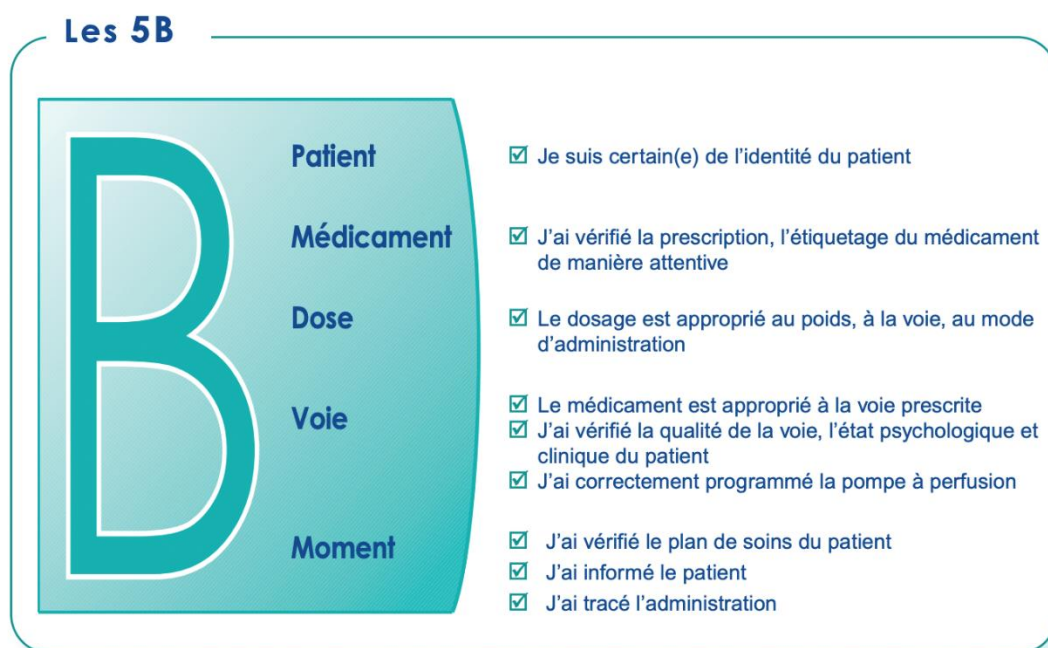 Les 5B
B
Patient
Je suis certain(e) de l'identité du patient
Médicament
J'ai vérifié la prescription, l'étiquetage du médicament
de manière attentive
Dose
Le dosage est approprié au poids, à la voie, au mode
d'administration
Voie
Le médicament est approprié à la voie prescrite
J'ai vérifié la qualité de la voie, l'état psychologique et
clinique du patient
J'ai correctement programmé la pompe à perfusion
Moment
J'ai vérifié le plan de soins du patient
J'ai informé le patient
J'ai tracé l'administration